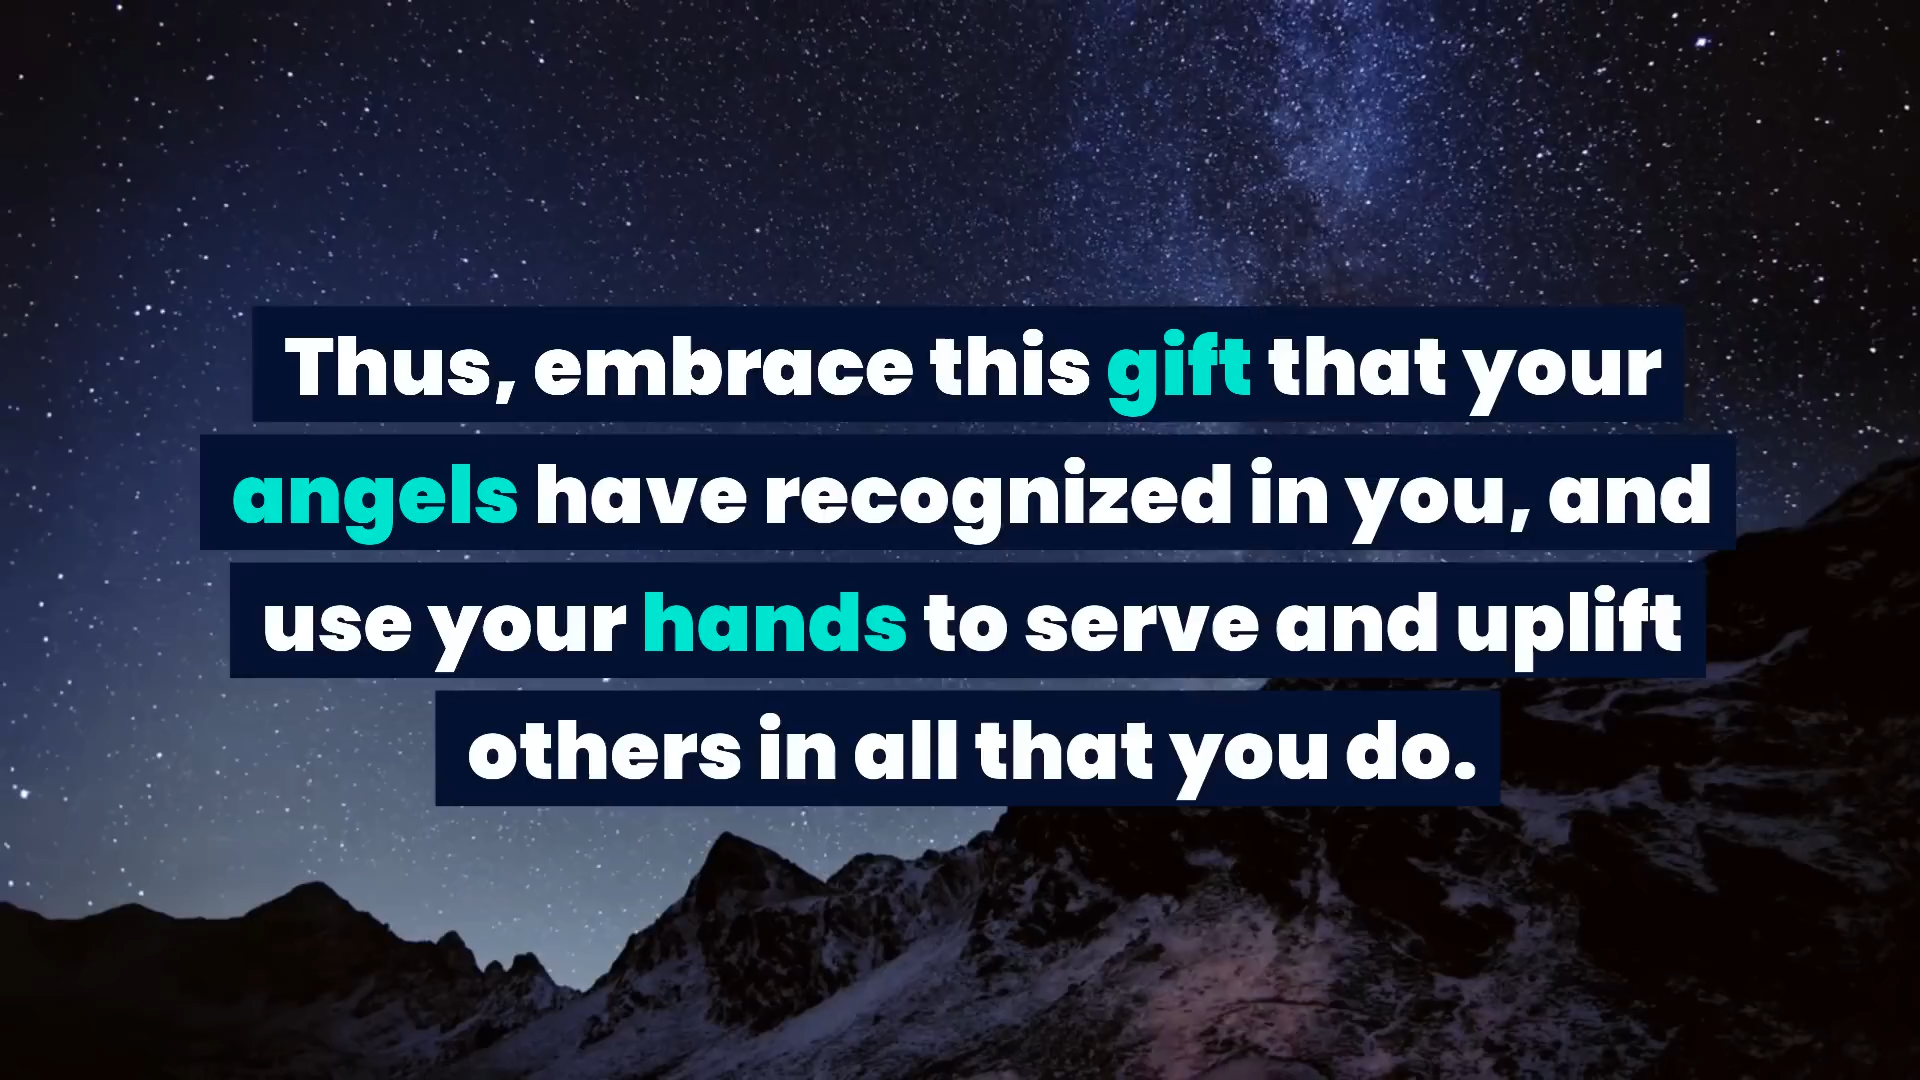 Thus, embrace this gift that your
angels have recognized in you, and
use your hands to serve and uplift
others in all that you do.